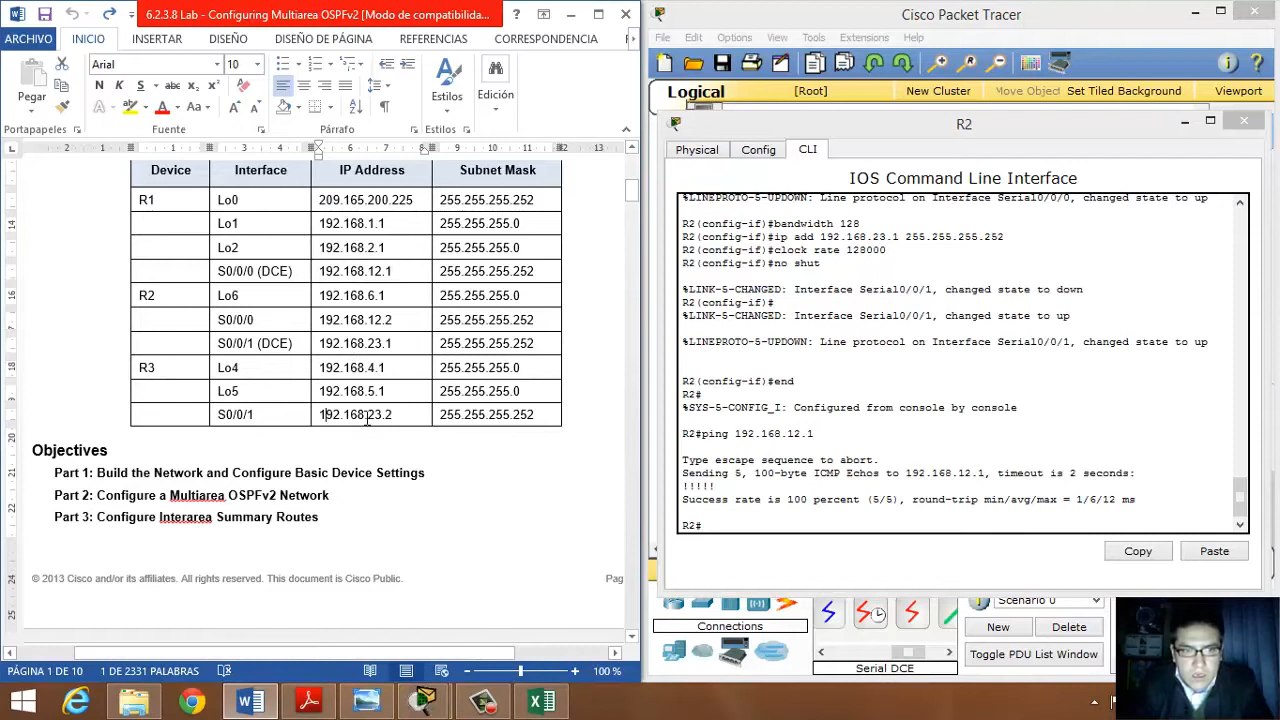 6.2.3.8 Lab - Configuring Multiarea OSPFv2 [Modo de compatibilida...
ARCHIVO INICIO INSERTAR DISEÑO DISEÑO DE PÁGINA REFERENCIAS CORRESPONDENCIA
Arial 10
Pegar
N K S abc x₂ x²
A Aa A A
Estilos
Edición
Portapapeles Fuente Párrafo Estilos
2 1 2 4 6 7 9 10 11 12 13
Device Interface IP Address Subnet Mask
R1 Lo0 209.165.200.225 255.255.255.252
Lo1 192.168.1.1 255.255.255.0
Lo2 192.168.2.1 255.255.255.0
S0/0/0 (DCE) 192.168.12.1 255.255.255.252
R2 Lo6 192.168.6.1 255.255.255.0
S0/0/0 192.168.12.2 255.255.255.252
S0/0/1 (DCE) 192.168.23.1 255.255.255.252
R3 Lo4 192.168.4.1 255.255.255.0
Lo5 192.168.5.1 255.255.255.0
S0/0/1 192.168.23.2 255.255.255.252
Objectives
Part 1: Build the Network and Configure Basic Device Settings
Part 2: Configure a Multiarea OSPFv2 Network
Part 3: Configure Interarea Summary Routes
© 2013 Cisco and/or its affiliates. All rights reserved. This document is Cisco Public. Pag
PÁGINA 1 DE 10 1 DE 2331 PALABRAS 100 %
Cisco Packet Tracer
File Edit Options View Tools Extensions Help
Logical [Root] New Cluster Move Object Set Tiled Background Viewport
R2
Physical Config CLI
IOS Command Line Interface
%LINEPROTO-5-UPDOWN: Line protocol on Interface Serial0/0/0, changed state to up
R2(config-if)#bandwidth 128
R2(config-if)#ip add 192.168.23.1 255.255.255.252
R2(config-if)#clock rate 128000
R2(config-if)#no shut
%LINK-5-CHANGED: Interface Serial0/0/1, changed state to down
R2(config-if)#
%LINK-5-CHANGED: Interface Serial0/0/1, changed state to up
%LINEPROTO-5-UPDOWN: Line protocol on Interface Serial0/0/1, changed state to up
R2(config-if)#end
R2#
%SYS-5-CONFIG_I: Configured from console by console
R2#ping 192.168.12.1
Type escape sequence to abort.
Sending 5, 100-byte ICMP Echos to 192.168.12.1, timeout is 2 seconds:
!!!!!
Success rate is 100 percent (5/5), round-trip min/avg/max = 1/6/12 ms
R2#
Copy Paste
Connections
Serial DCE
Scenario 0
New Delete
Toggle PDU List Window